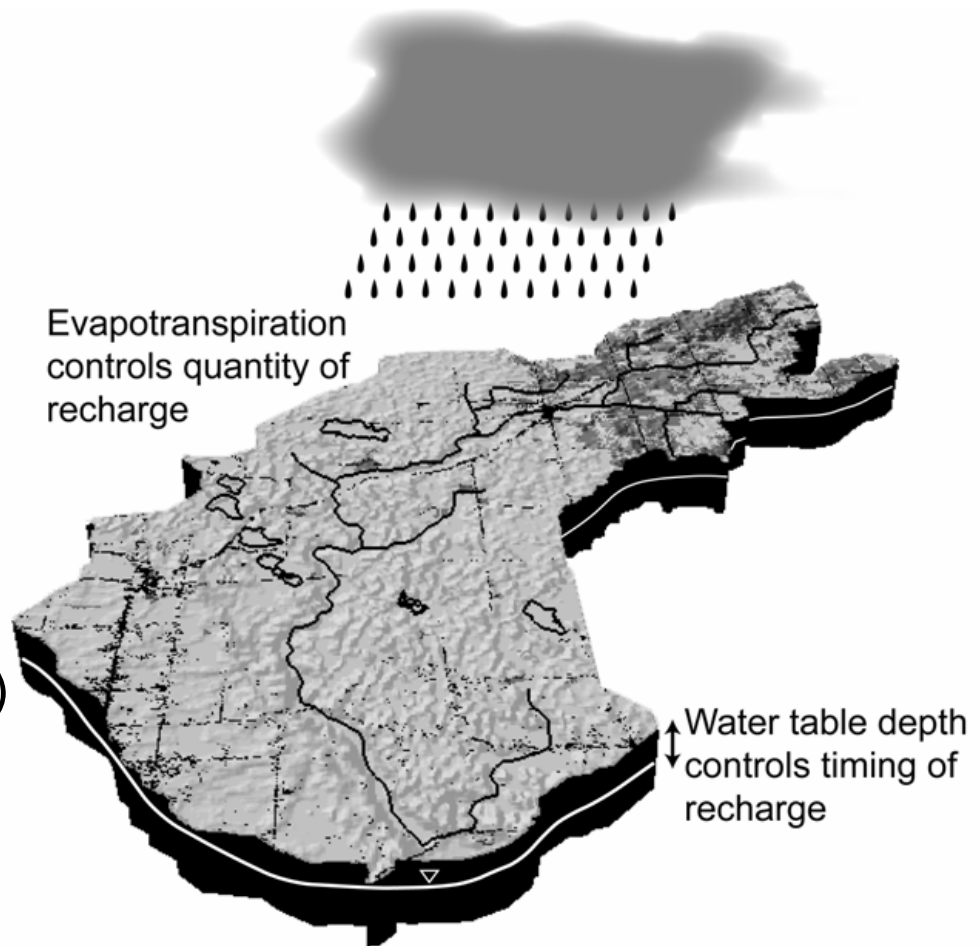 Evapotranspiration
controls quantity of
recharge
)
Water table depth
controls timing of
recharge